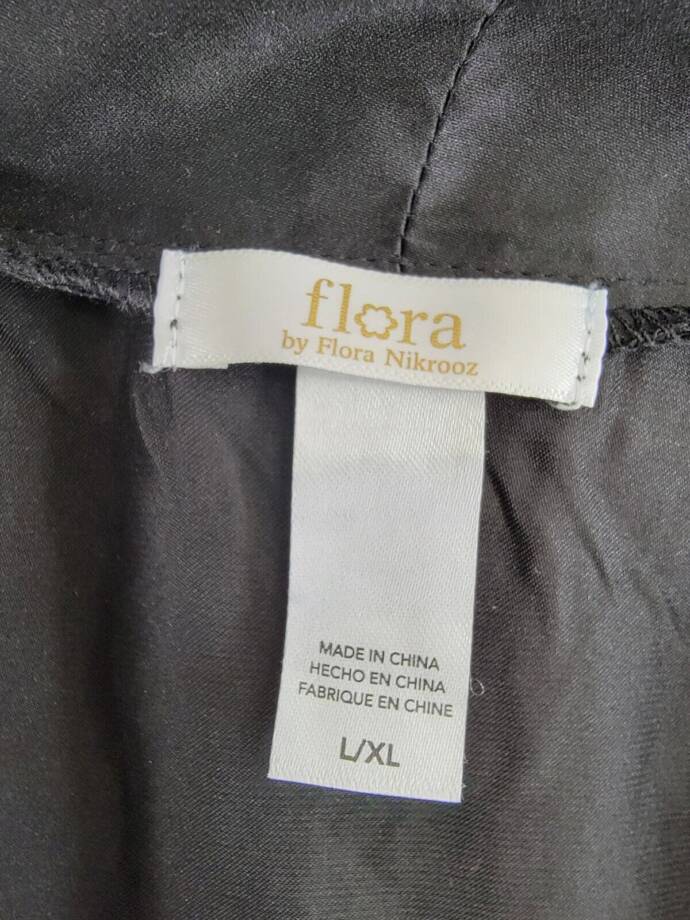 flora
by Flora Nikrooz
MADE IN CHINA
HECHO EN CHINA
FABRIQUE EN CHINE
L/XL